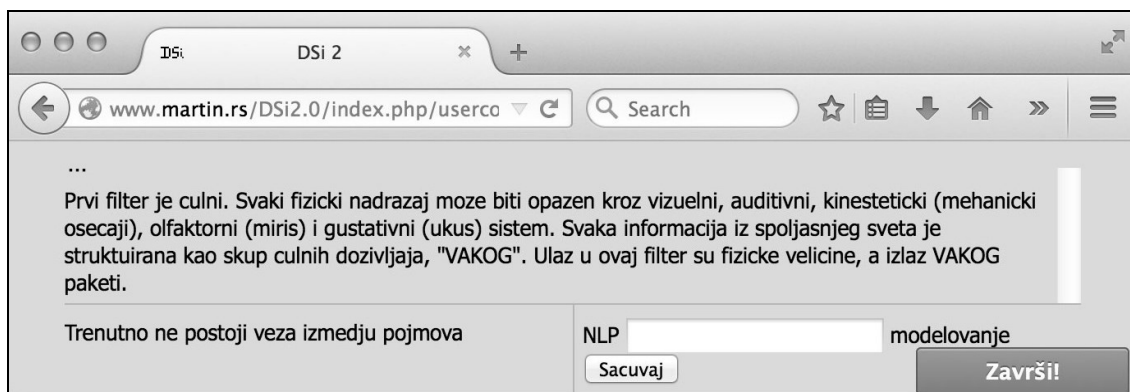 DSi DSi 2
www.martin.rs/DSi2.0/index.php/userco Search
...
Prvi filter je culni. Svaki fizicki nadrazaj moze biti opazen kroz vizuelni, auditivni, kinesteticki (mehanicki
osecaji), olfaktorni (miris) i gustativni (ukus) sistem. Svaka informacija iz spoljasnjeg sveta je
struktuirana kao skup culnih dozivljaja, "VAKOG". Ulaz u ovaj filter su fizicke velicine, a izlaz VAKOG
paketi.
Trenutno ne postoji veza izmedju pojmova
NLP modelovanje
Sacuvaj
Završi!